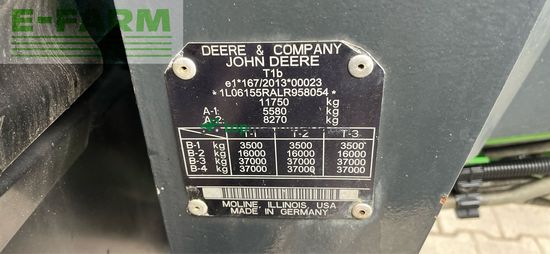 E-FARM
DEERE & COMPANY
JOHN DEERE
T1b
e1*167/2013*00023
*1L06155RALR958054*
11750 kg
A-1: 5580 kg
A-2: 8270 kg
T-1 T-2 T-3
B-1 kg 3500 3500 3500
B-2 kg 16000 16000 16000
B-3 kg 37000 37000 37000
B-4 kg 37000 37000 37000
MOLINE, ILLINOIS, USA
MADE IN GERMANY